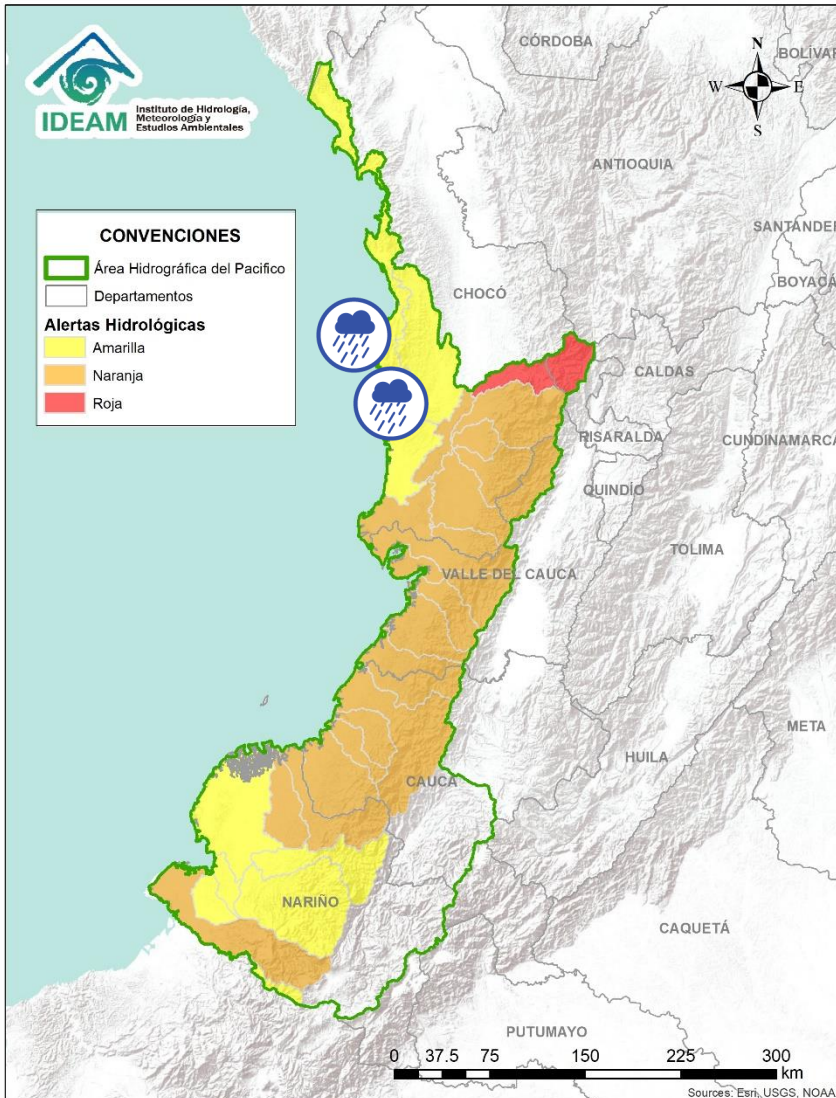 IDEAM
Instituto de Hidrología,
Meteorología y
Estudios Ambientales
CONVENCIONES
Área Hidrográfica del Pacifico
Departamentos
Alertas Hidrológicas
Amarilla
Naranja
Roja
N
W
E
S
CÓRDOBA
BOLÍVAR
ANTIOQUIA
SANTANDER
BOYACÁ
CHOCÓ
CALDAS
RISARALDA
CUNDINAMARCA
QUINDÍO
TOLIMA
VALLE DEL CAUCA
META
HUILA
CAUCA
NARIÑO
CAQUETÁ
PUTUMAYO
0 37.5 75 150 225 300
km
Sources: Esri, USGS, NOAA